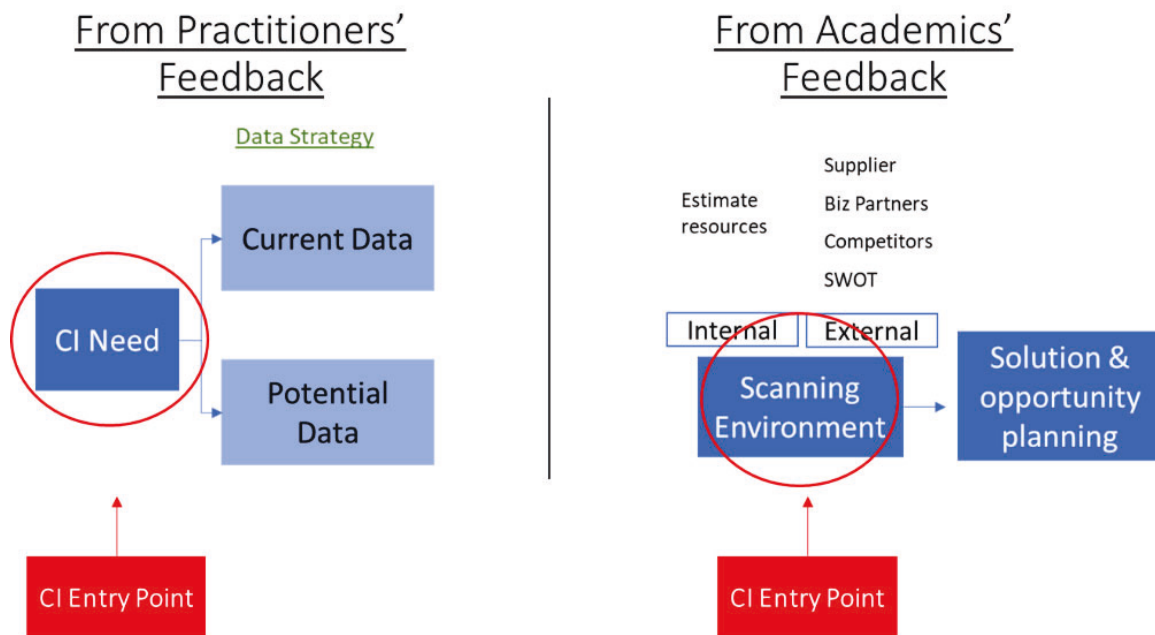 From Practitioners’
Feedback
Data Strategy
Current Data
CI Need
Potential
Data
CI Entry Point
From Academics’
Feedback
Estimate
resources
Supplier
Biz Partners
Competitors
SWOT
Internal
External
Scanning
Environment
Solution &
opportunity
planning
CI Entry Point